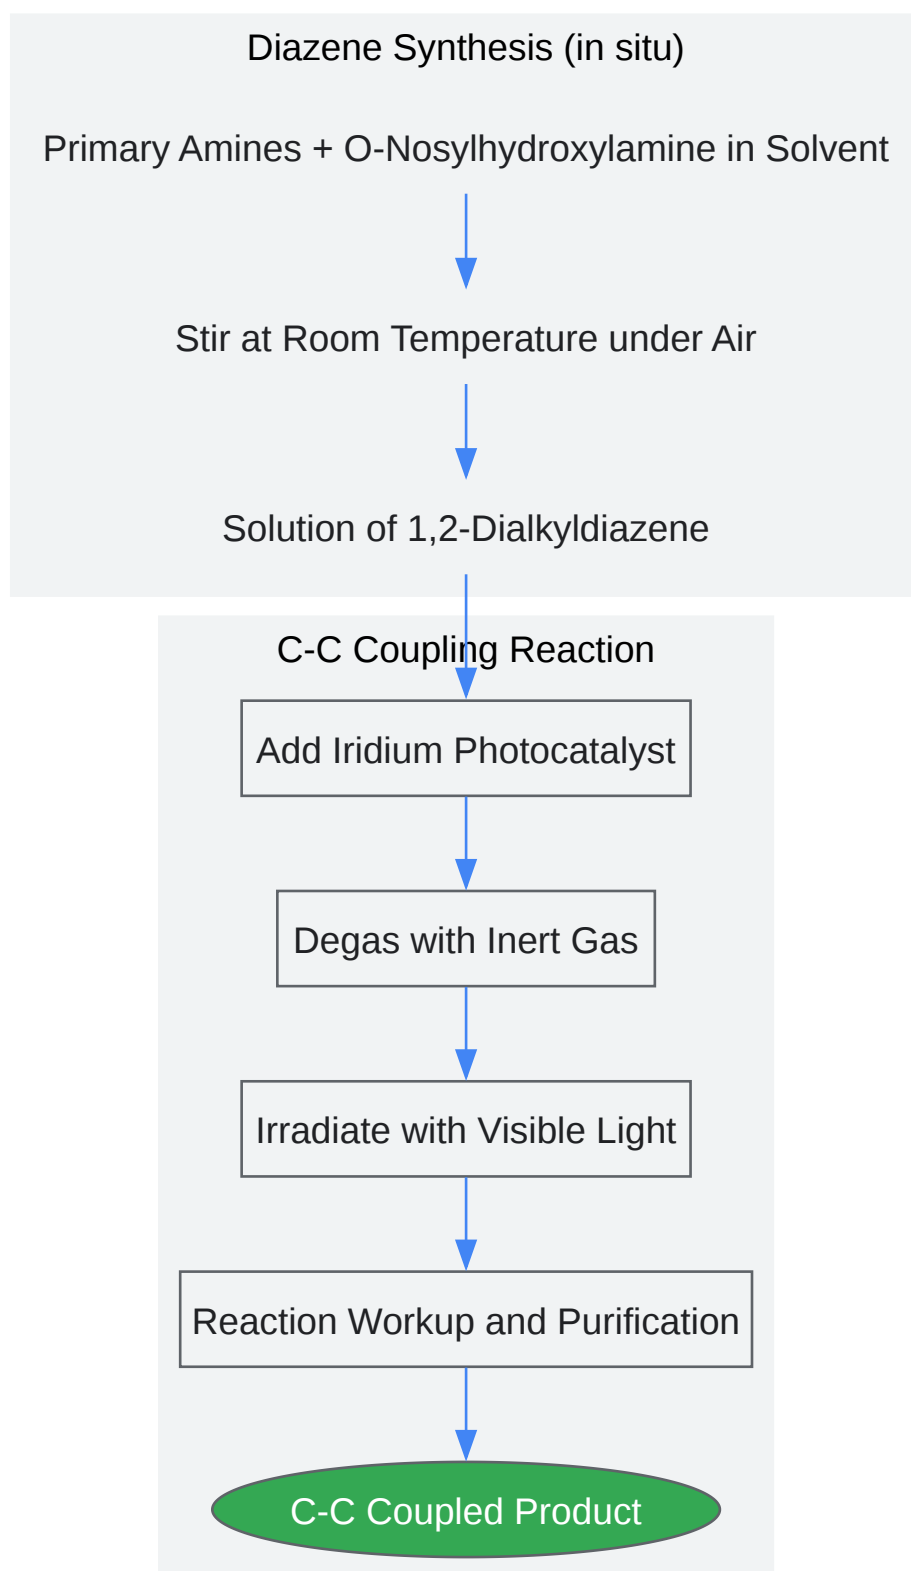 Diazene Synthesis (in situ)
Primary Amines + O-Nosylhydroxylamine in Solvent
Stir at Room Temperature under Air
Solution of 1,2-Dialkyldiazene
C-C Coupling Reaction
Add Iridium Photocatalyst
Degas with Inert Gas
Irradiate with Visible Light
Reaction Workup and Purification
C-C Coupled Product